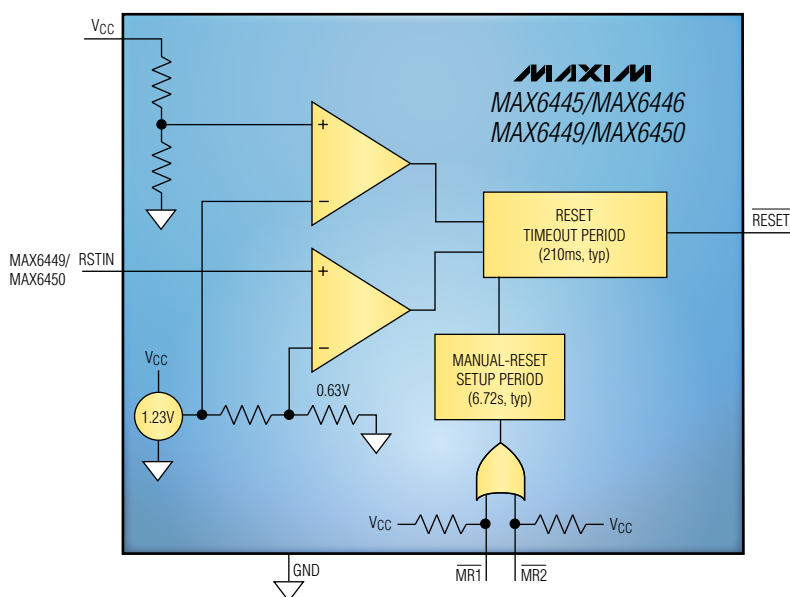 VCC
MAXIM
MAX6445/MAX6446
MAX6449/MAX6450
+
−
RESET
TIMEOUT PERIOD
(210ms, typ)
RESET
MAX6449/
MAX6450
RSTIN
+
−
MANUAL-RESET
SETUP PERIOD
(6.72s, typ)
VCC
0.63V
1.23V
VCC
VCC
GND
MR1
MR2